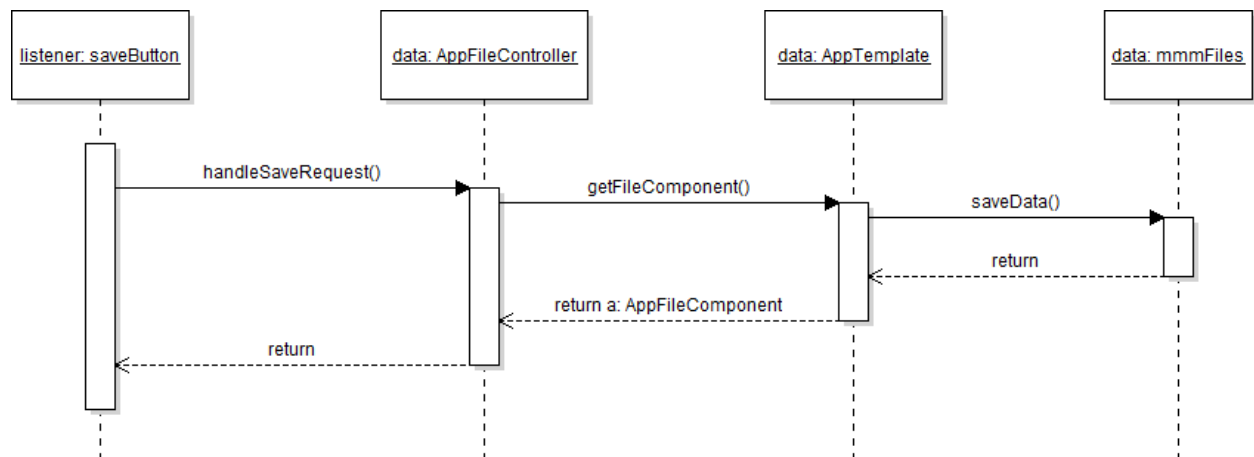 listener: saveButton
data: AppFileController
data: AppTemplate
data: mmmFiles
handleSaveRequest()
getFileComponent()
saveData()
return
return a: AppFileComponent
return